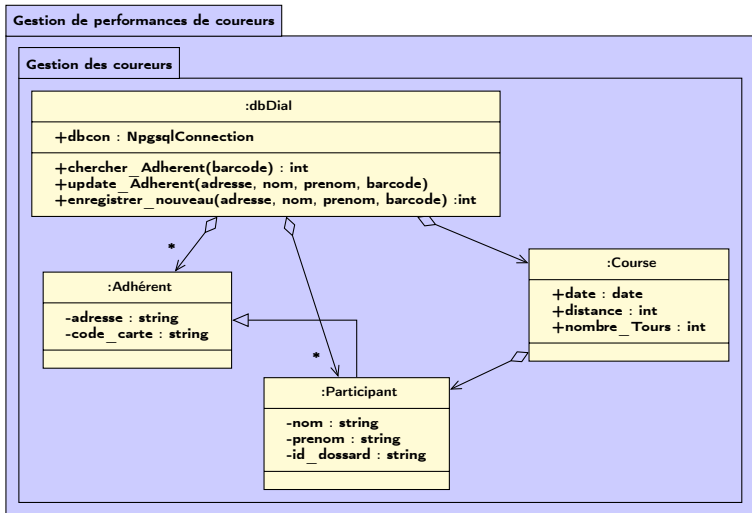 Gestion de performances de coureurs
Gestion des coureurs
:dbDial
+dbcon : NpgsqlConnection
+chercher_Adherent(barcode) : int
+update_Adherent(adresse, nom, prenom, barcode)
+enregistrer_nouveau(adresse, nom, prenom, barcode) :int
*
:Adhérent
-adresse : string
-code_carte : string
:Course
+date : date
+distance : int
+nombre_Tours : int
*
:Participant
-nom : string
-prenom : string
-id_dossard : string